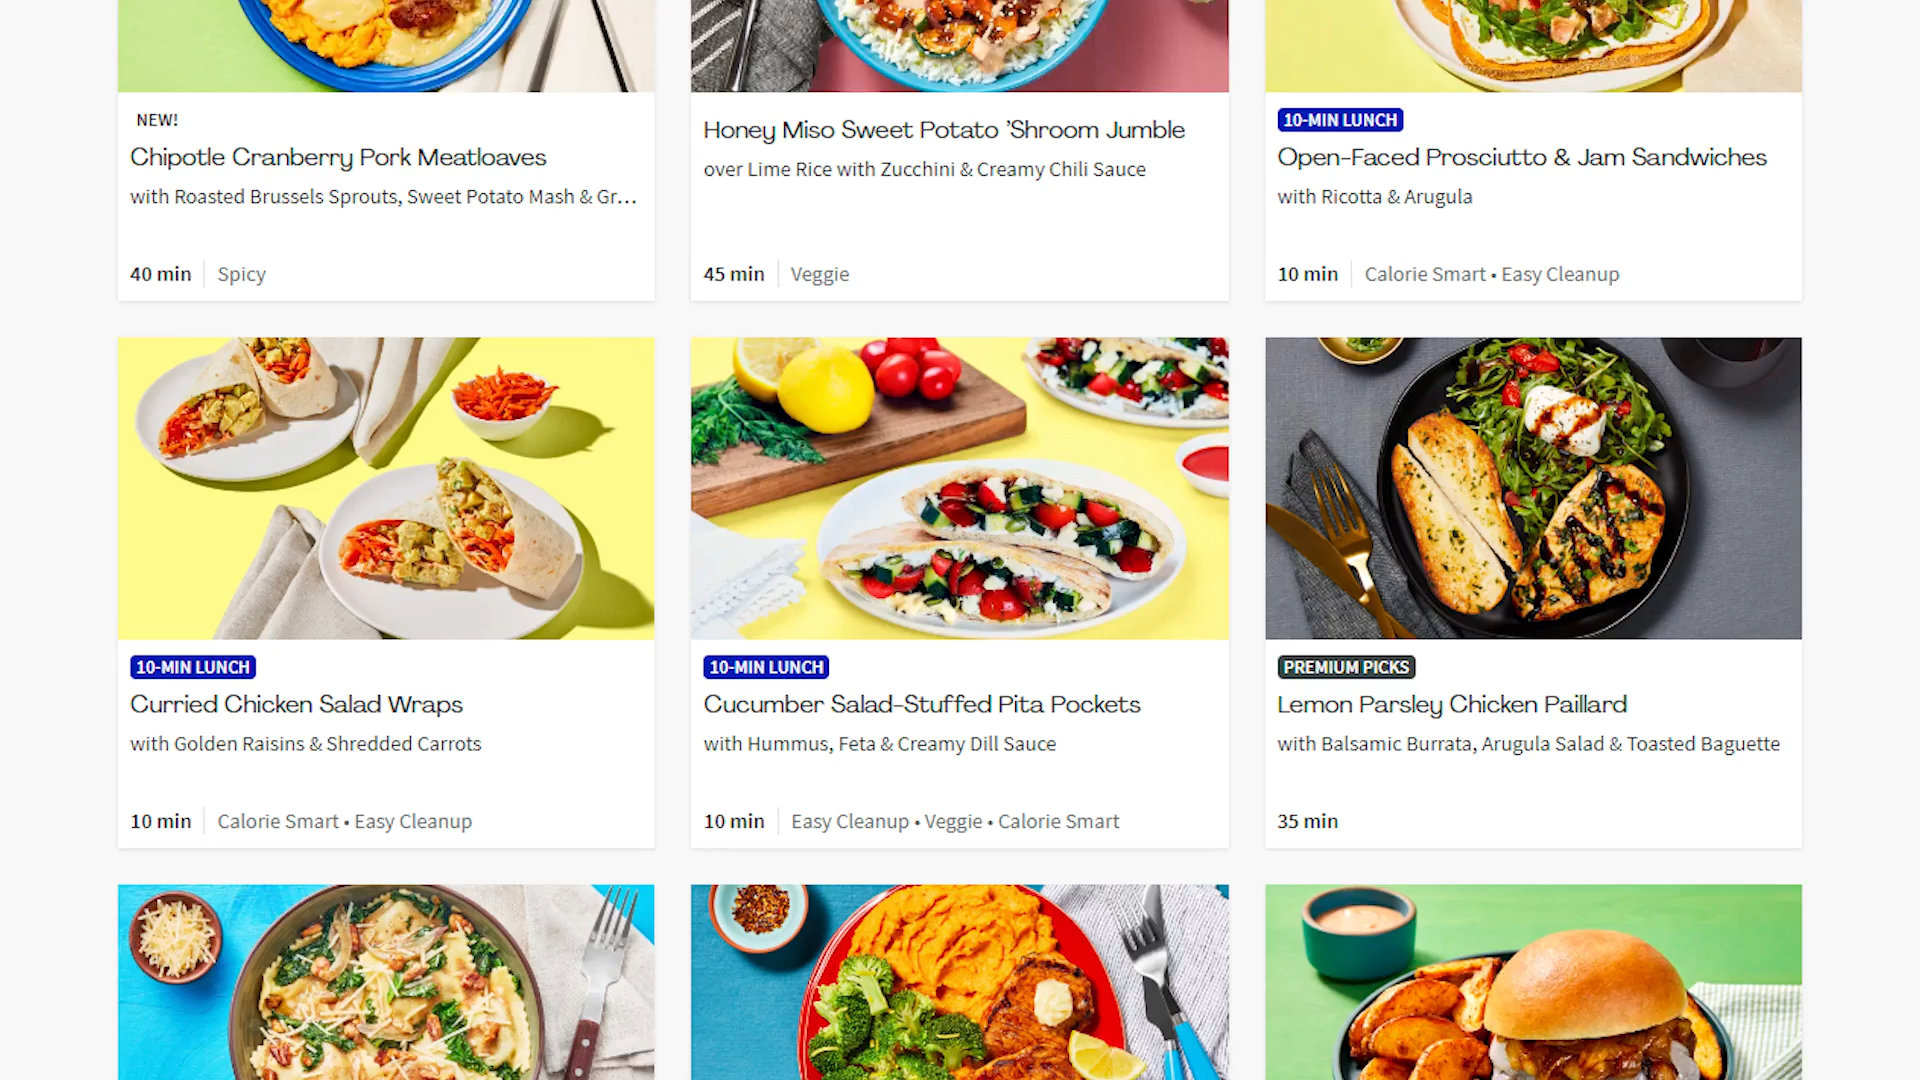 NEW!
Chipotle Cranberry Pork Meatloaves
with Roasted Brussels Sprouts, Sweet Potato Mash & Gr...
40 min
Spicy
Honey Miso Sweet Potato ’Shroom Jumble
over Lime Rice with Zucchini & Creamy Chili Sauce
45 min
Veggie
10-MIN LUNCH
Open-Faced Prosciutto & Jam Sandwiches
with Ricotta & Arugula
10 min
Calorie Smart • Easy Cleanup
10-MIN LUNCH
Curried Chicken Salad Wraps
with Golden Raisins & Shredded Carrots
10 min
Calorie Smart • Easy Cleanup
10-MIN LUNCH
Cucumber Salad-Stuffed Pita Pockets
with Hummus, Feta & Creamy Dill Sauce
10 min
Easy Cleanup • Veggie • Calorie Smart
PREMIUM PICKS
Lemon Parsley Chicken Paillard
with Balsamic Burrata, Arugula Salad & Toasted Baguette
35 min